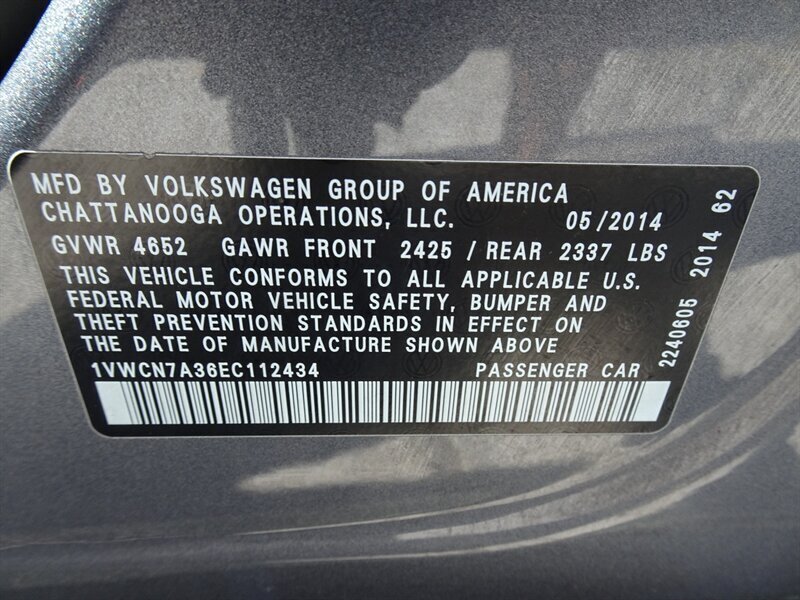 MFD BY VOLKSWAGEN GROUP OF AMERICA
CHATTANOOGA OPERATIONS, LLC. 05/2014
GVWR 4652 GAWR FRONT 2425 / REAR 2337 LBS
THIS VEHICLE CONFORMS TO ALL APPLICABLE U.S.
FEDERAL MOTOR VEHICLE SAFETY, BUMPER AND
THEFT PREVENTION STANDARDS IN EFFECT ON
THE DATE OF MANUFACTURE SHOWN ABOVE
1VWCN7A36EC112434 PASSENGER CAR
2240605 2014 62